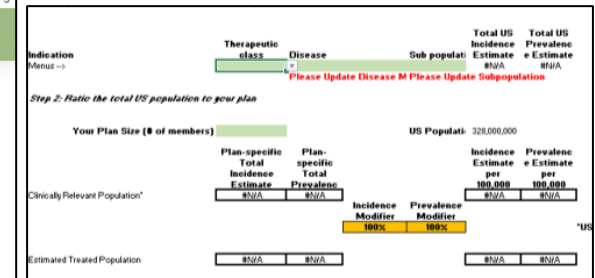 Total US Total US
Therapeutic Incidence Prevalenc
Indication class Disease Sub populati Estimate e Estimate
Menus --> #N/A #N/A
Please Update Disease M Please Update Subpopulation
Step 2: Ratio the total US population to your plan
Your Plan Size (# of members) US Populati 328,000,000
Plan-specific Plan- Incidence Prevalenc
Total specific Estimate e Estimate
Incidence Total per per
Estimate Prevalenc 100,000 100,000
Clinically Relevant Population* #N/A #N/A #N/A #N/A
Incidence Prevalence
Modifier Modifier
100% 100% *US
Estimated Treated Population #N/A #N/A #N/A #N/A